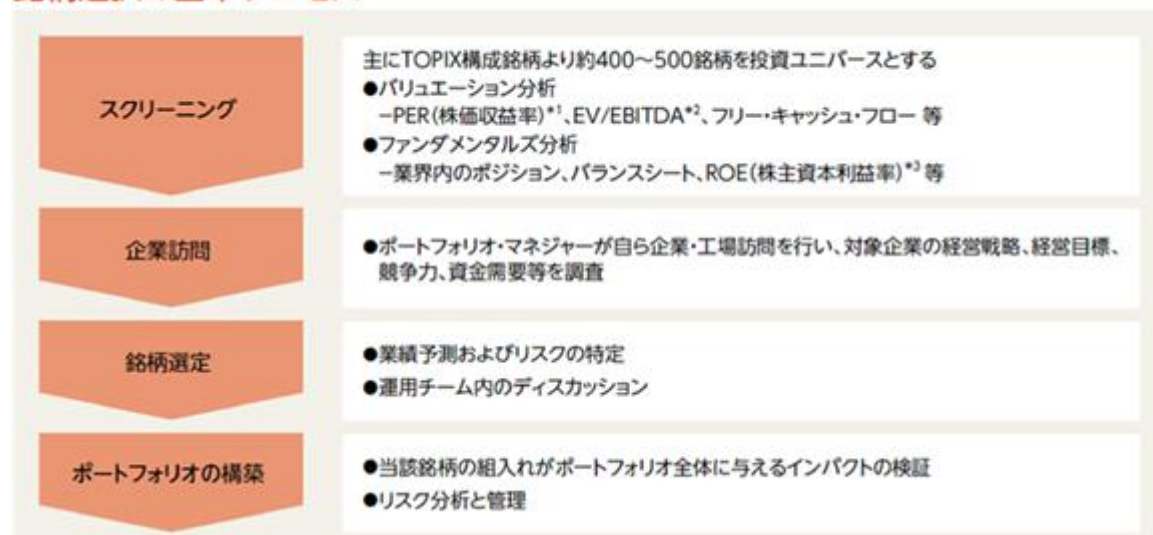 スクリーニング
主にTOPIX構成銘柄より約400～500銘柄を投資ユニバースとする
●バリュエーション分析
－PER(株価収益率)*1、EV/EBITDA*2、フリー・キャッシュ・フロー 等
●ファンダメンタルズ分析
－業界内のポジション、バランスシート、ROE(株主資本利益率)*3 等
企業訪問
●ポートフォリオ・マネジャーが自ら企業・工場訪問を行い、対象企業の経営戦略、経営目標、
競争力、資金需要等を調査
銘柄選定
●業績予測およびリスクの特定
●運用チーム内のディスカッション
ポートフォリオの構築
●当該銘柄の組入れがポートフォリオ全体に与えるインパクトの検証
●リスク分析と管理